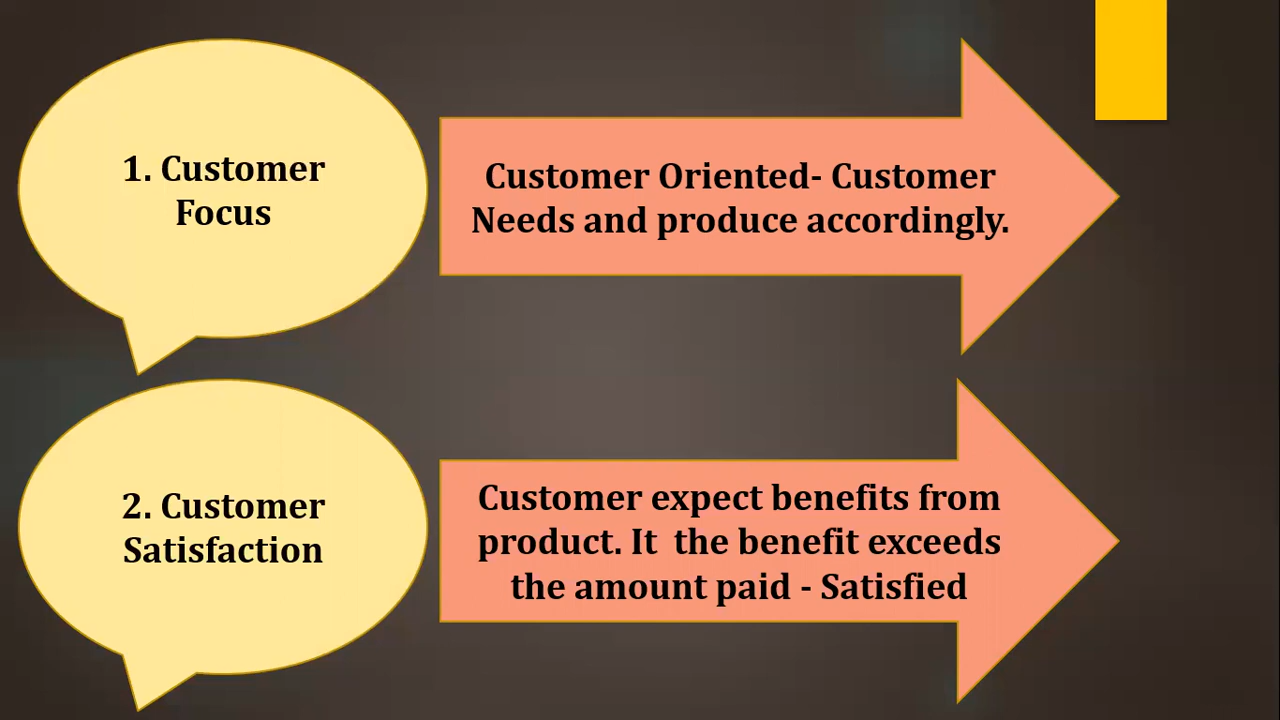 1. Customer
Focus
Customer Oriented- Customer
Needs and produce accordingly.
2. Customer
Satisfaction
Customer expect benefits from
product. It  the benefit exceeds
the amount paid - Satisfied